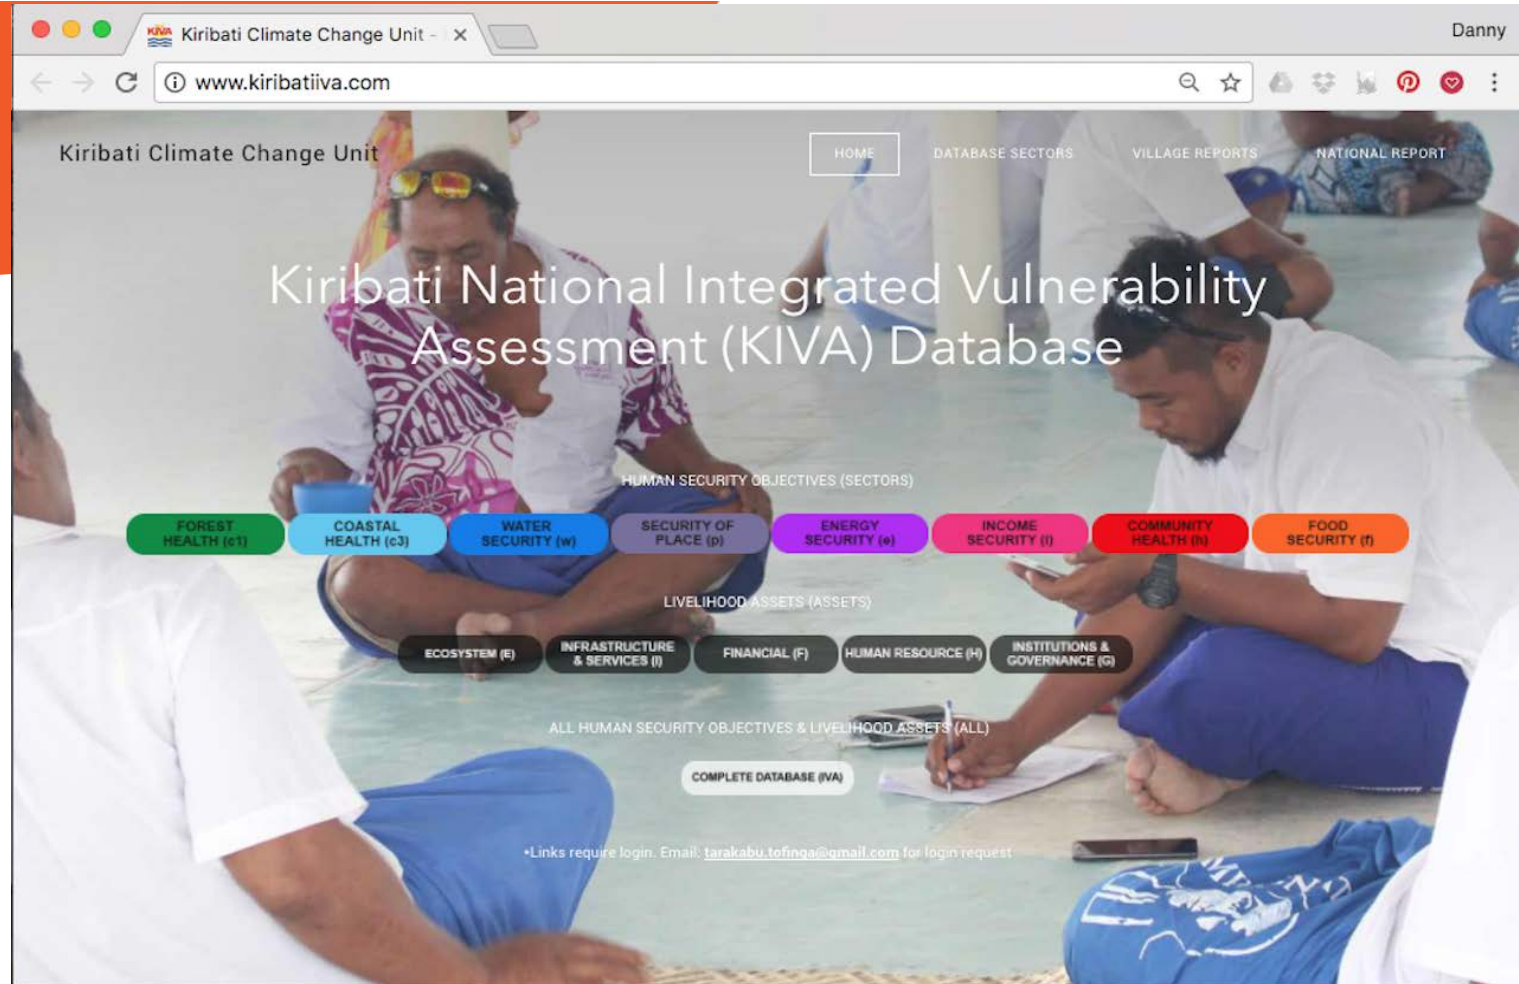 KIVA
Kiribati Climate Change Unit -
Danny
www.kiribatiiva.com
Kiribati Climate Change Unit
HOME
DATABASE SECTORS
VILLAGE REPORTS
NATIONAL REPORT
Kiribati National Integrated Vulnerability
Assessment (KIVA) Database
HUMAN SECURITY OBJECTIVES (SECTORS)
FOREST
HEALTH (c1)
COASTAL
HEALTH (c3)
WATER
SECURITY (w)
SECURITY OF
PLACE (p)
ENERGY
SECURITY (e)
INCOME
SECURITY (i)
COMMUNITY
HEALTH (h)
FOOD
SECURITY (f)
LIVELIHOOD ASSETS (ASSETS)
ECOSYSTEM (E)
INFRASTRUCTURE
& SERVICES (I)
FINANCIAL (F)
HUMAN RESOURCE (H)
INSTITUTIONS &
GOVERNANCE (G)
ALL HUMAN SECURITY OBJECTIVES & LIVELIHOOD ASSETS (ALL)
COMPLETE DATABASE (IVA)
*Links require login. Email: tarakabu.tofinga@gmail.com for login request